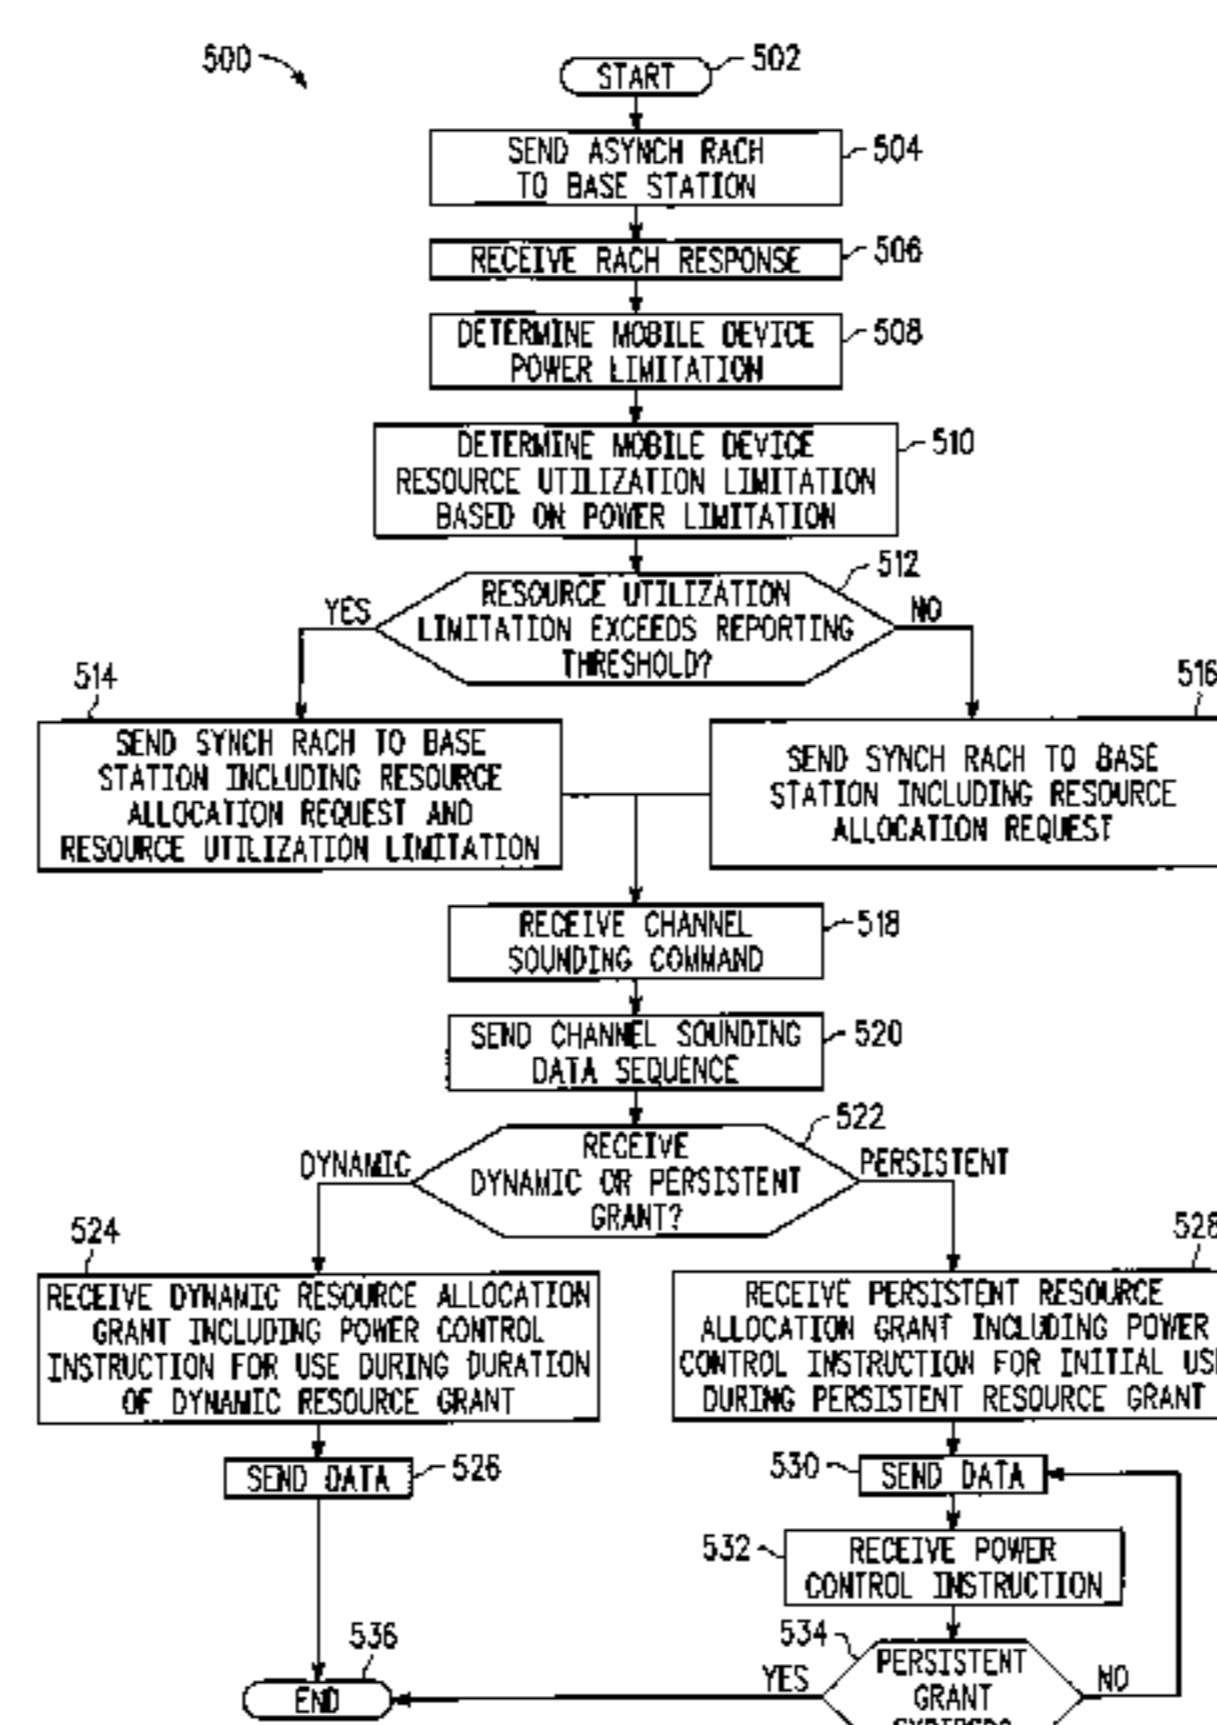 500
START
502
SEND ASYNCH RACH
TO BASE STATION
504
RECEIVE RACH RESPONSE
506
DETERMINE MOBILE DEVICE
POWER LIMITATION
508
DETERMINE MOBILE DEVICE
RESOURCE UTILIZATION LIMITATION
BASED ON POWER LIMITATION
510
512
RESOURCE UTILIZATION
LIMITATION EXCEEDS REPORTING
THRESHOLD?
YES
NO
514
SEND SYNCH RACH TO BASE
STATION INCLUDING RESOURCE
ALLOCATION REQUEST AND
RESOURCE UTILIZATION LIMITATION
516
SEND SYNCH RACH TO BASE
STATION INCLUDING RESOURCE
ALLOCATION REQUEST
RECEIVE CHANNEL
SOUNDING COMMAND
518
SEND CHANNEL SOUNDING
DATA SEQUENCE
520
522
RECEIVE
DYNAMIC OR PERSISTENT
GRANT?
DYNAMIC
PERSISTENT
524
RECEIVE DYNAMIC RESOURCE ALLOCATION
GRANT INCLUDING POWER CONTROL
INSTRUCTION FOR USE DURING DURATION
OF DYNAMIC RESOURCE GRANT
528
RECEIVE PERSISTENT RESOURCE
ALLOCATION GRANT INCLUDING POWER
CONTROL INSTRUCTION FOR INITIAL USE
DURING PERSISTENT RESOURCE GRANT
SEND DATA
526
530
SEND DATA
532
RECEIVE POWER
CONTROL INSTRUCTION
534
PERSISTENT
GRANT
YES
NO
536
END